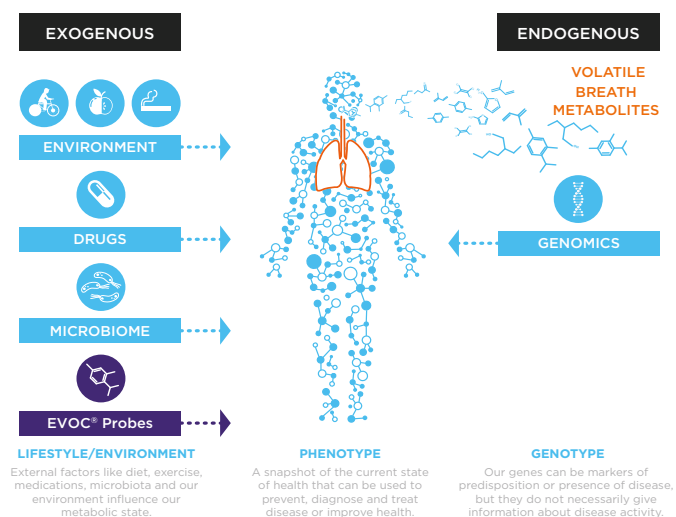 EXOGENOUS
ENDOGENOUS
VOLATILE
BREATH
METABOLITES
ENVIRONMENT
DRUGS
GENOMICS
MICROBIOME
EVOC® Probes
LIFESTYLE/ENVIRONMENT
External factors like diet, exercise,
medications, microbiota and our
environment influence our
metabolic state.
PHENOTYPE
A snapshot of the current state
of health that can be used to
prevent, diagnose and treat
disease or improve health.
GENOTYPE
Our genes can be markers of
predisposition or presence of disease,
but they do not necessarily give
information about disease activity.